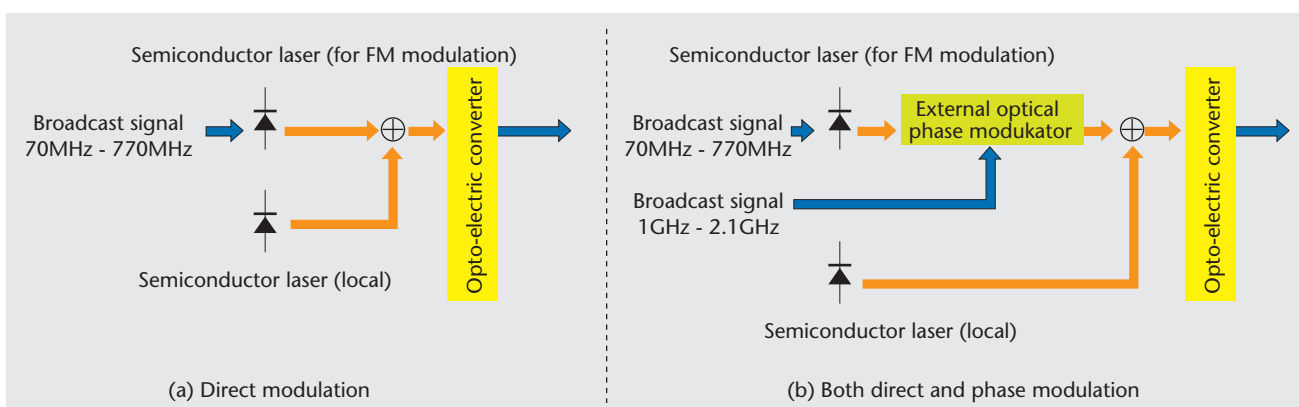 Semiconductor laser (for FM modulation)
Broadcast signal
70MHz - 770MHz
Opto-electric converter
Semiconductor laser (local)
(a) Direct modulation
Semiconductor laser (for FM modulation)
External optical
phase modukator
Broadcast signal
70MHz - 770MHz
Broadcast signal
1GHz - 2.1GHz
Opto-electric converter
Semiconductor laser (local)
(b) Both direct and phase modulation